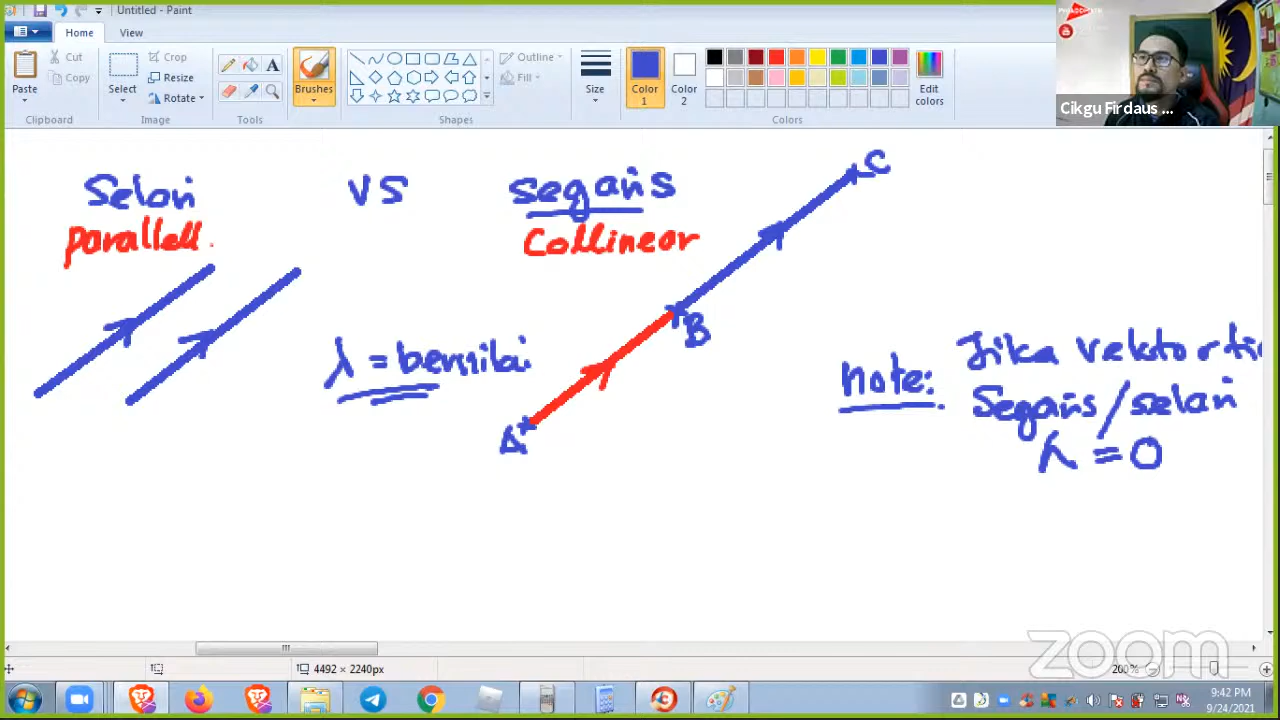 Untitled - Paint
Home
View
Paste
Cut
Copy
Clipboard
Select
Crop
Resize
Rotate
Image
A
Tools
Brushes
Shapes
Outline
Fill
Size
Color 1
Color 2
Edit colors
Colors
Cikgu Firdaus ...
Selari
vs
segaris
parallell.
Collinear
C
B
A
λ = bernilai
note:
Jika vektor
Segaris/selari
λ = 0
zoom
4492 × 2240px
200%
9:42 PM
9/24/2021